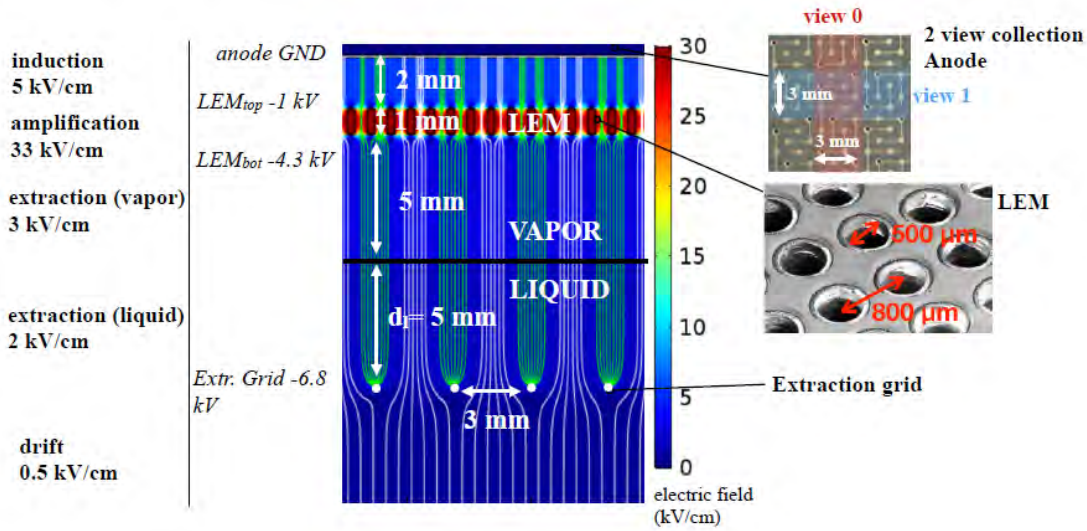 induction
5 kV/cm
amplification
33 kV/cm
extraction (vapor)
3 kV/cm
extraction (liquid)
2 kV/cm
drift
0.5 kV/cm
anode GND
LEMtop -1 kV
LEMbot -4.3 kV
Extr. Grid -6.8
kV
2 mm
1 mm
LEM
5 mm
VAPOR
LIQUID
dl= 5 mm
3 mm
30
25
20
15
10
5
0
electric field
(kV/cm)
view 0
2 view collection
Anode
3 mm
view 1
3 mm
LEM
500 µm
800 µm
Extraction grid